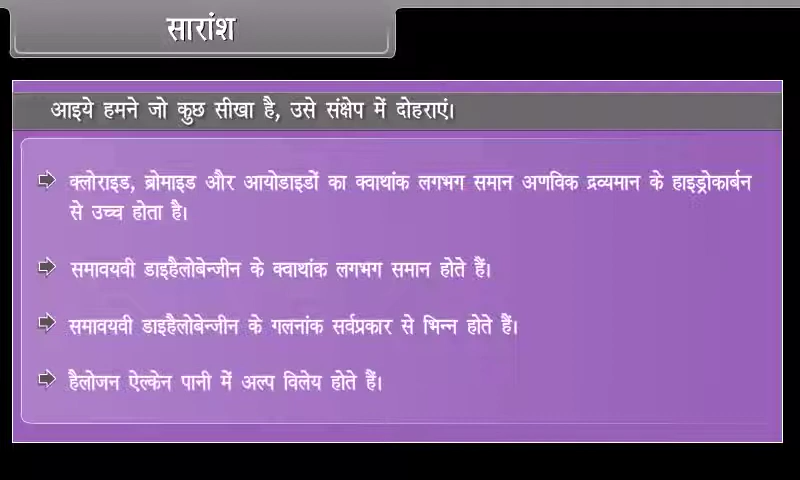 सारांश
आइये हमने जो कुछ सीखा है, उसे संक्षेप में दोहराएं।
क्लोराइड, ब्रोमाइड और आयोडाइडों का क्वाथांक लगभग समान अणविक द्रव्यमान के हाइड्रोकार्बन
से उच्च होता है।
समावयवी डाइहैलोबेन्जीन के क्वाथांक लगभग समान होते हैं।
समावयवी डाइहैलोबेन्जीन के गलनांक सर्वप्रकार से भिन्न होते हैं।
हैलोजन ऐल्केन पानी में अल्प विलेय होते हैं।